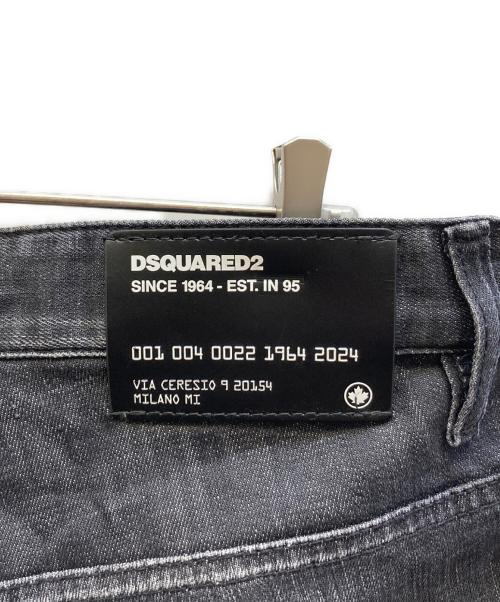 DSQUARED2
SINCE 1964 - EST. IN 95
001 004 0022 1964 2024
VIA CERESIO 9 20154
MILANO MI